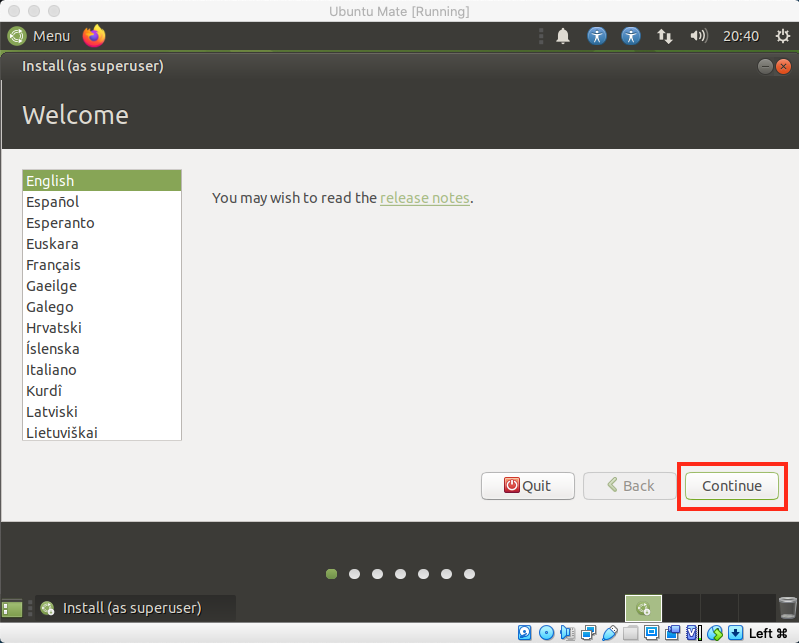 Ubuntu Mate [Running]
Menu 20:40
Install (as superuser)
Welcome
English
Español
Esperanto
Euskara
Français
Gaeilge
Galego
Hrvatski
Íslenska
Italiano
Kurdî
Latviski
Lietuviškai
You may wish to read the release notes.
Quit Back Continue
Install (as superuser)
Left ⌘